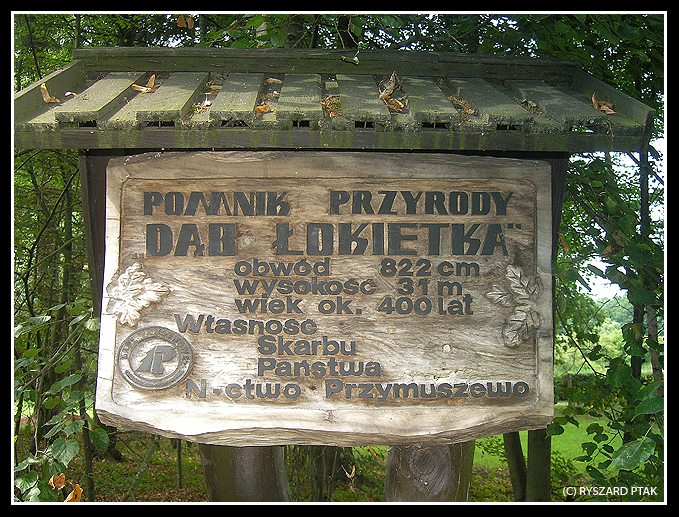 POMNIK PRZYRODY
„DĄB ŁOKIETKA"
obwód 822 cm
wysokość 31 m
wiek ok. 400 lat
Własność
Skarbu
Państwa
N-ctwo Przymuszewo
(C) RYSZARD PTAK